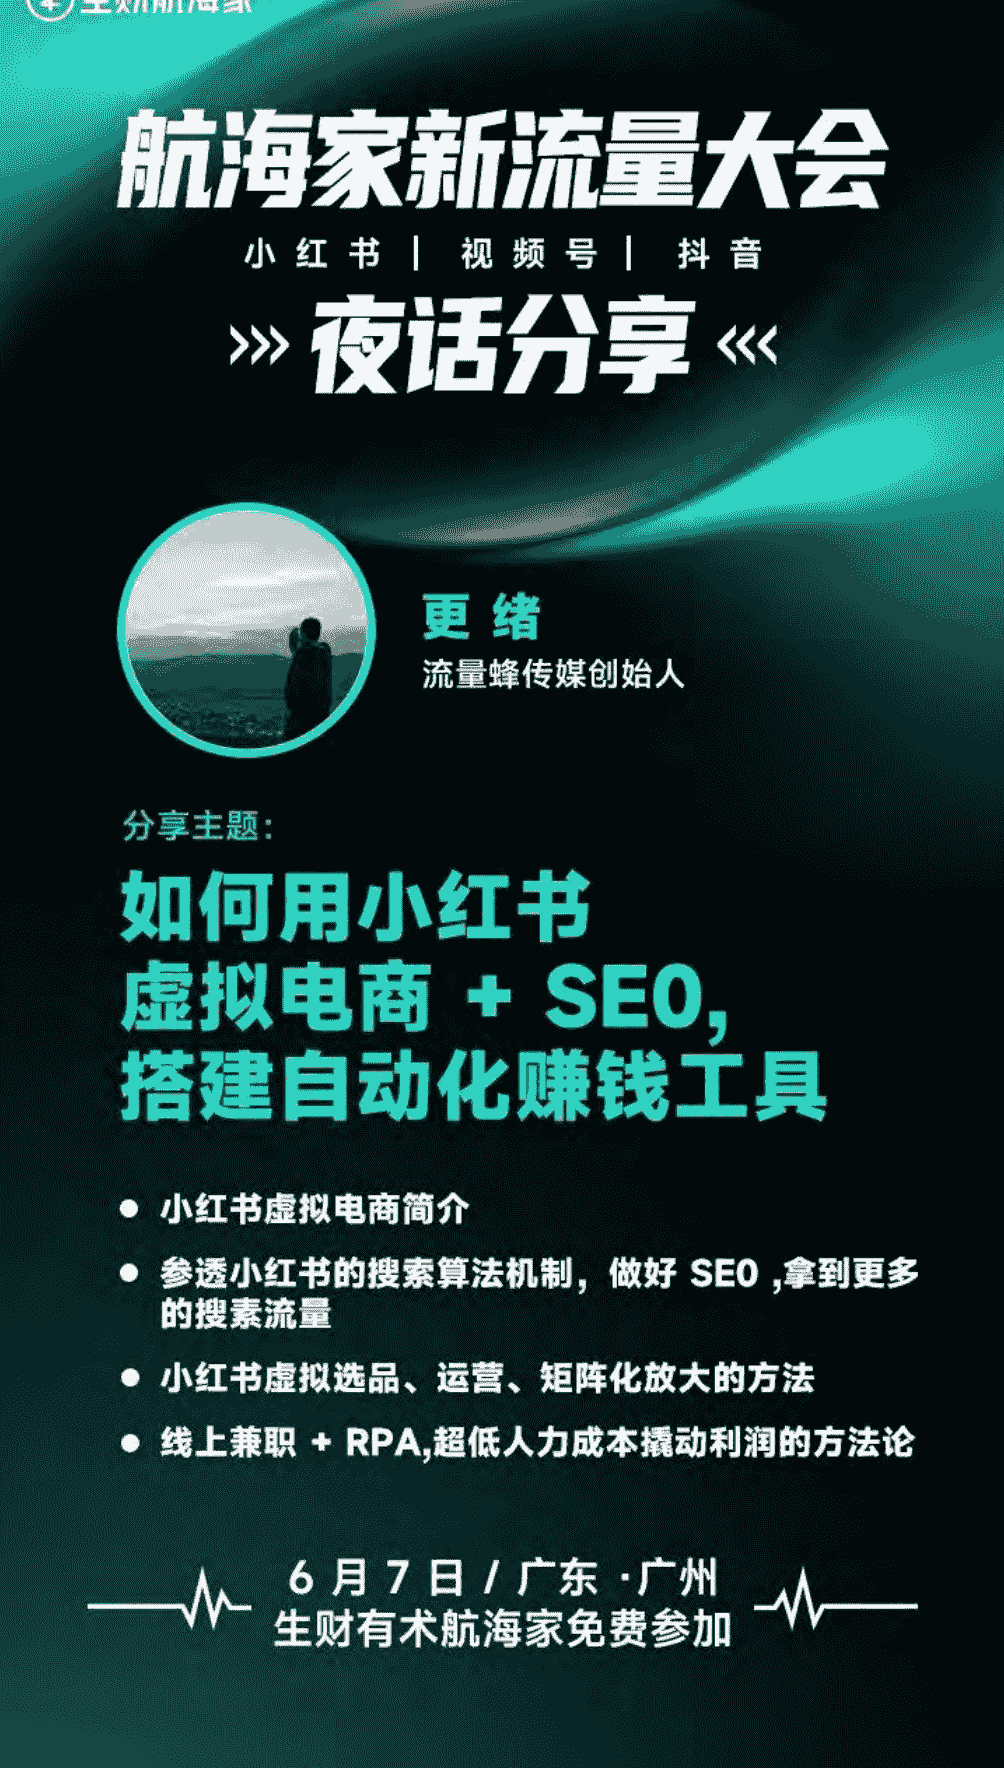 生财航海家
航海家新流量大会
小红书 | 视频号 | 抖音
>>> 夜话分享 <<<
更绪
流量蜂传媒创始人
分享主题：
如何用小红书
虚拟电商 + SEO,
搭建自动化赚钱工具
● 小红书虚拟电商简介
● 参透小红书的搜索算法机制，做好 SEO ,拿到更多
的搜素流量
● 小红书虚拟选品、运营、矩阵化放大的方法
● 线上兼职 + RPA,超低人力成本撬动利润的方法论
6 月 7 日 / 广东 · 广州
生财有术航海家免费参加